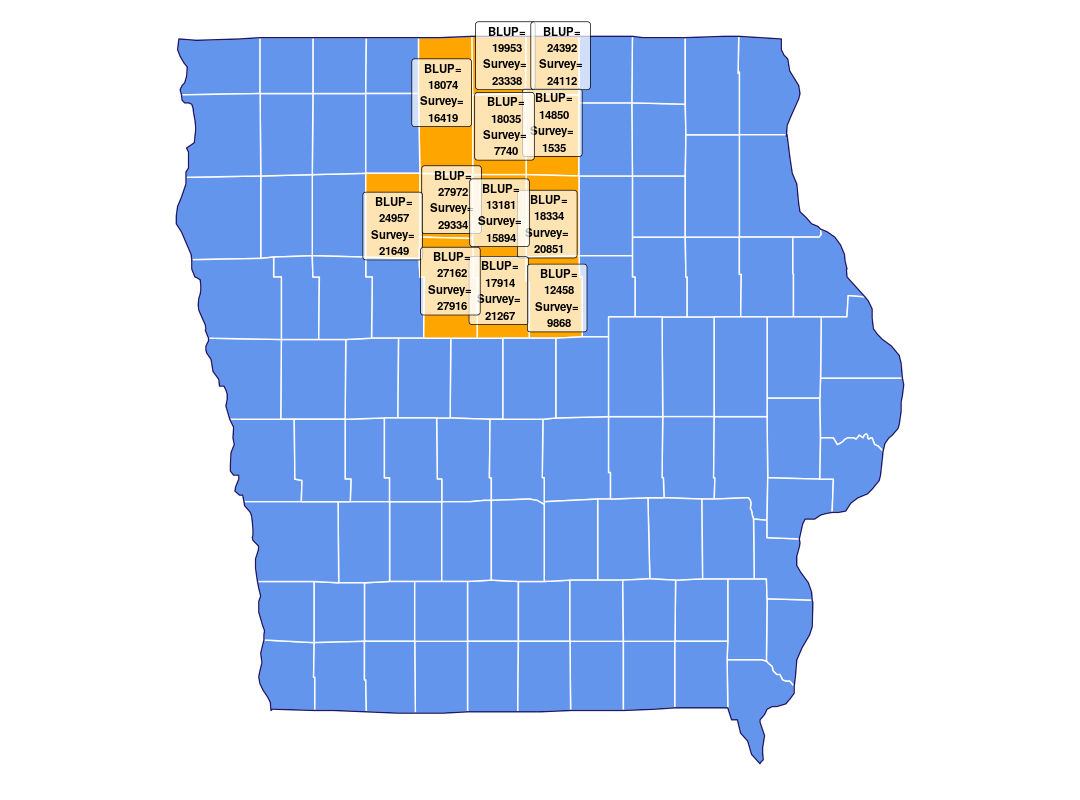 BLUP=
19953
Survey=
23338
BLUP=
24392
Survey=
24112
BLUP=
18074
Survey=
16419
BLUP=
18035
Survey=
7740
BLUP=
14850
Survey=
1535
BLUP=
27972
Survey=
29334
BLUP=
13181
Survey=
15894
BLUP=
24957
Survey=
21649
BLUP=
18334
Survey=
20851
BLUP=
27162
Survey=
27916
BLUP=
17914
Survey=
21267
BLUP=
12458
Survey=
9868